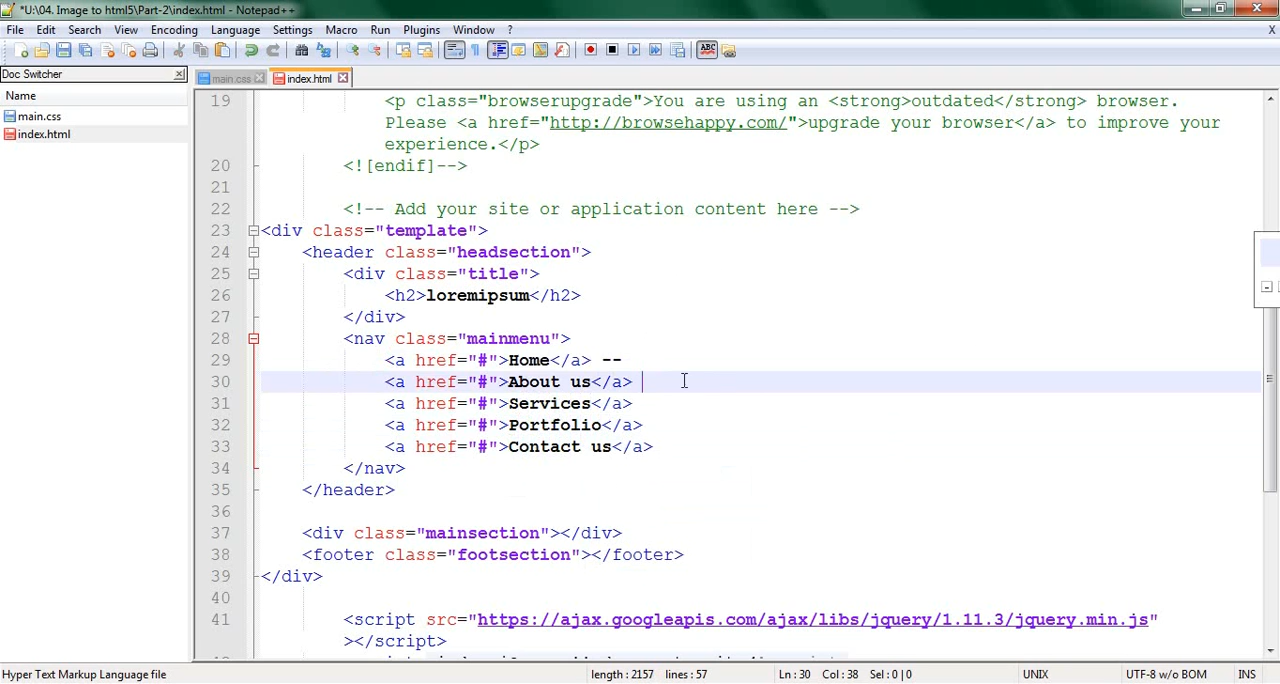 *U:\04. Image to html5\Part-2\index.html - Notepad++
File Edit Search View Encoding Language Settings Macro Run Plugins Window ? X
ABC
Doc Switcher
main.css
index.html
Name
main.css
index.html
19 <p class="browserupgrade">You are using an <strong>outdated</strong> browser.
Please <a href="http://browsehappy.com/">upgrade your browser</a> to improve your
experience.</p>
20 <![endif]-->
21
22 <!-- Add your site or application content here -->
23 <div class="template">
24 <header class="headsection">
25 <div class="title">
26 <h2>loremipsum</h2>
27 </div>
28 <nav class="mainmenu">
29 <a href="#">Home</a> --
30 <a href="#">About us</a>
31 <a href="#">Services</a>
32 <a href="#">Portfolio</a>
33 <a href="#">Contact us</a>
34 </nav>
35 </header>
36
37 <div class="mainsection"></div>
38 <footer class="footsection"></footer>
39 </div>
40
41 <script src="https://ajax.googleapis.com/ajax/libs/jquery/1.11.3/jquery.min.js"
></script>
Hyper Text Markup Language file length : 2157 lines : 57 Ln : 30 Col : 38 Sel : 0 | 0 UNIX UTF-8 w/o BOM INS